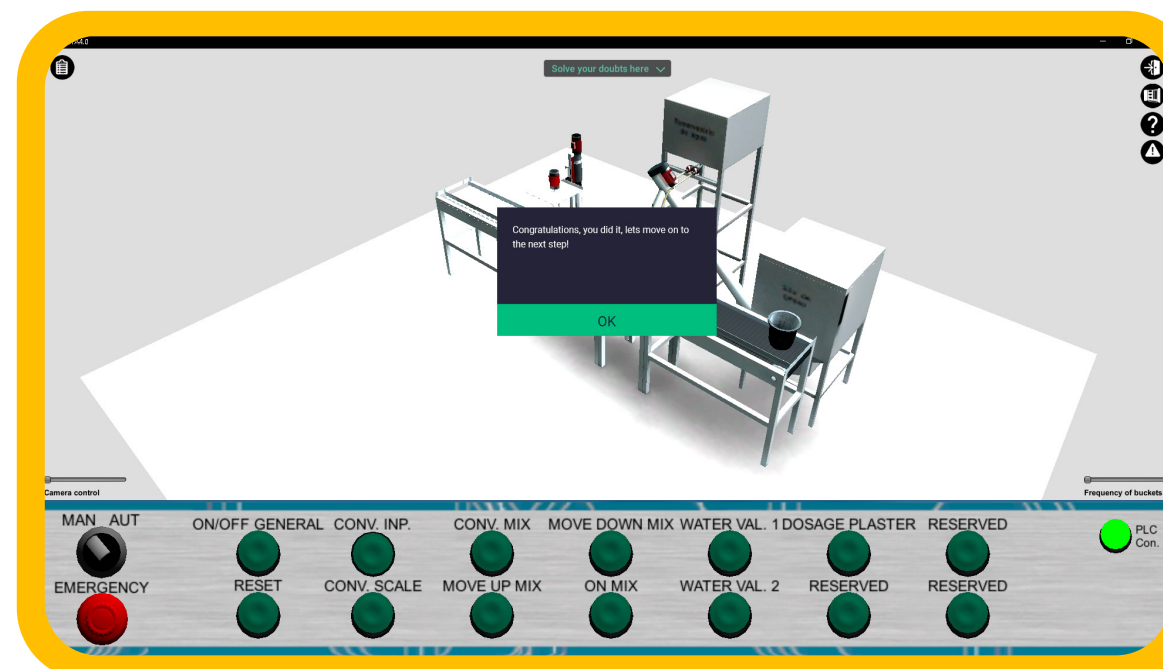 Solve your doubts here
Congratulations, you did it, lets move on to
the next step!
OK
Camera control
Frequency of buckets
MAN AUT
ON/OFF GENERAL
CONV. INP.
CONV. MIX
MOVE DOWN MIX
WATER VAL. 1
DOSAGE PLASTER
RESERVED
PLC
Con.
EMERGENCY
RESET
CONV. SCALE
MOVE UP MIX
ON MIX
WATER VAL. 2
RESERVED
RESERVED